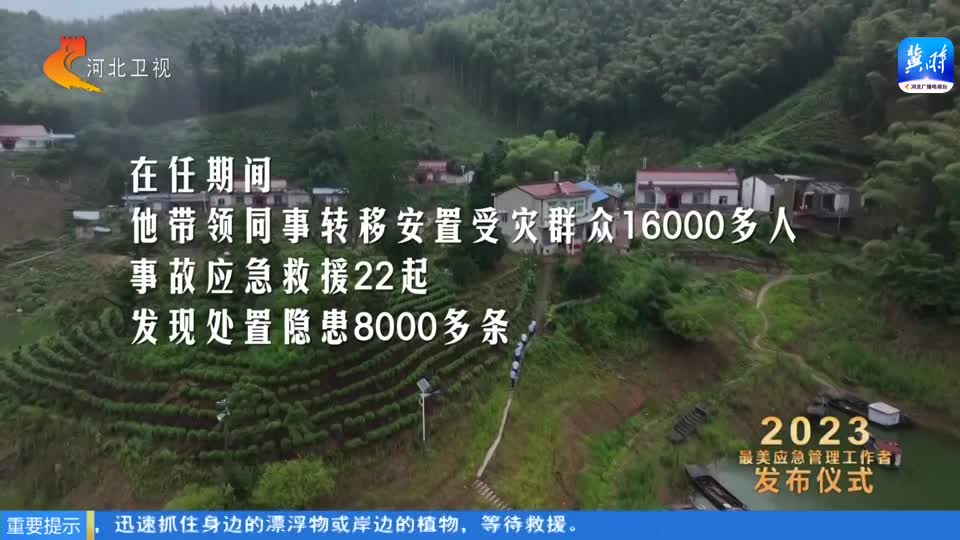 河北卫视
冀时
河北广播电视台
在任期间
他带领同事转移安置受灾群众16000多人
事故应急救援22起
发现处置隐患8000多条
2023
最美应急管理工作者
发布仪式
重要提示 ，迅速抓住身边的漂浮物或岸边的植物，等待救援。